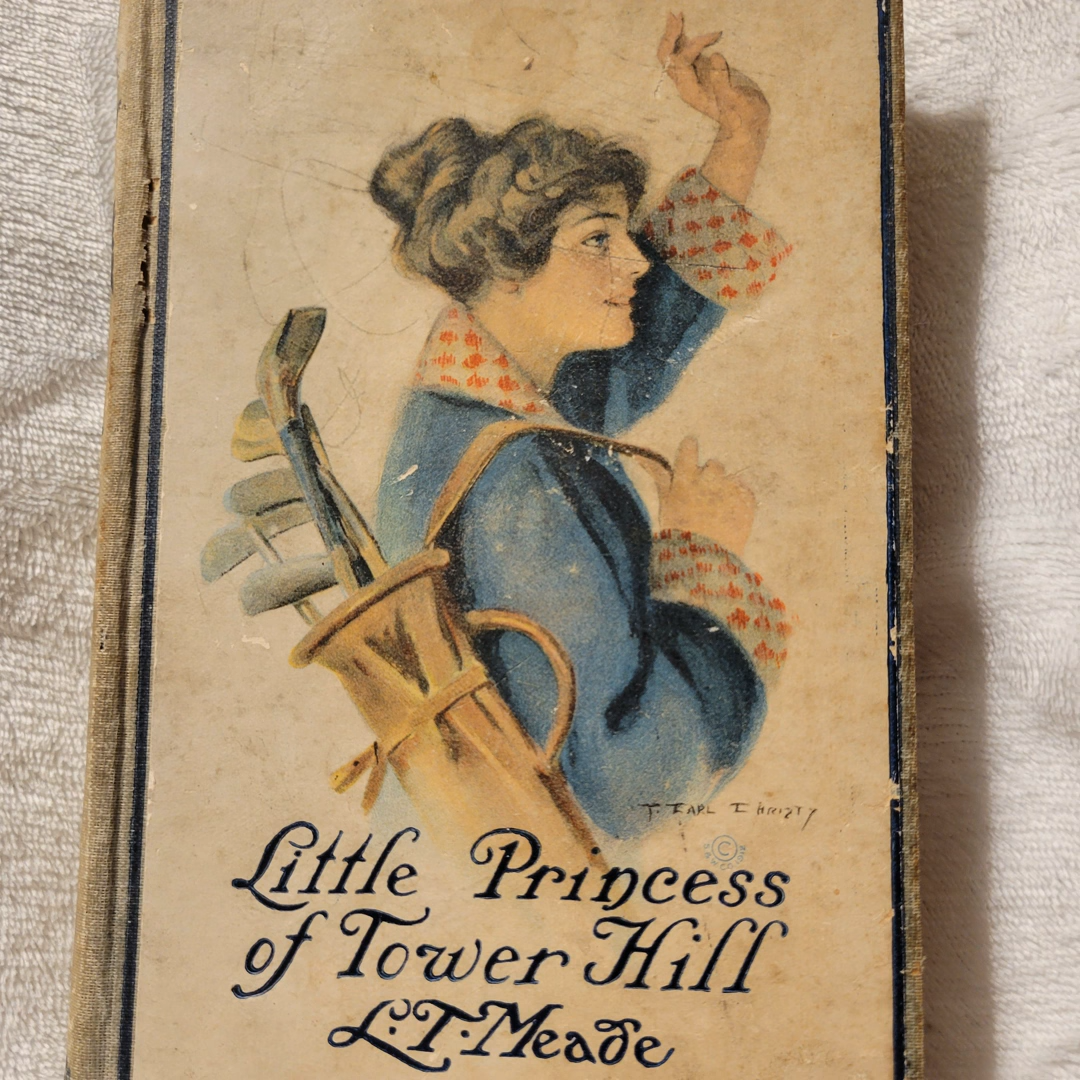 F. EARL CHRISTY
©
Little Princess
of Tower Hill
L.T. Meade